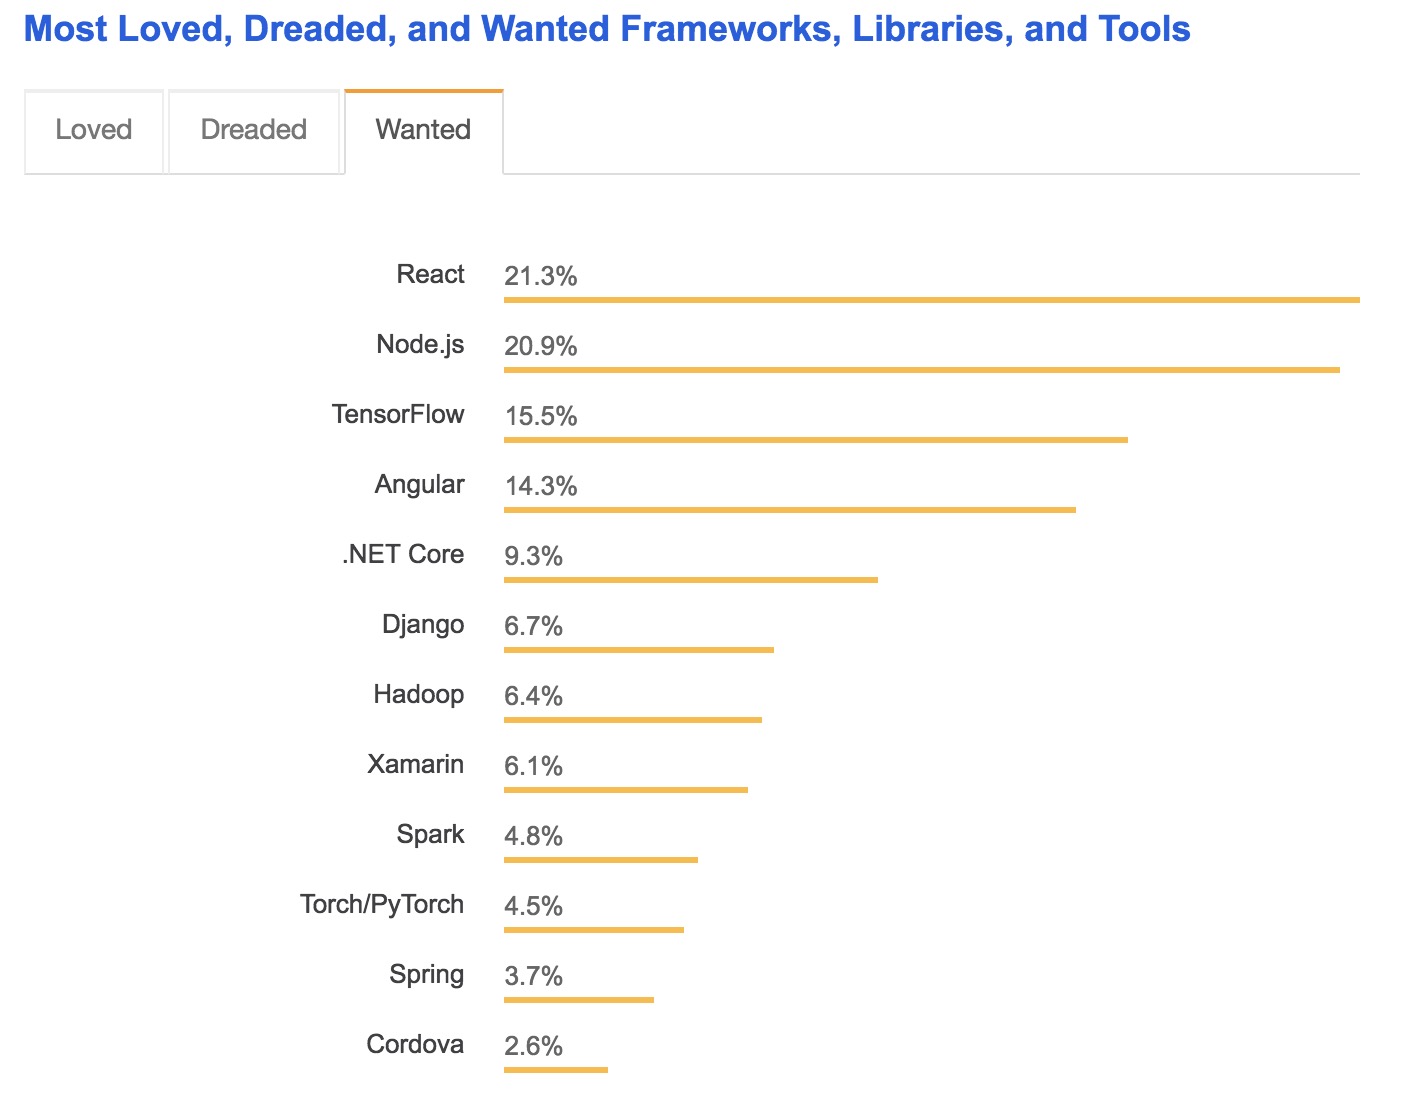 Most Loved, Dreaded, and Wanted Frameworks, Libraries, and Tools
Loved Dreaded Wanted
React 21.3%
Node.js 20.9%
TensorFlow 15.5%
Angular 14.3%
.NET Core 9.3%
Django 6.7%
Hadoop 6.4%
Xamarin 6.1%
Spark 4.8%
Torch/PyTorch 4.5%
Spring 3.7%
Cordova 2.6%